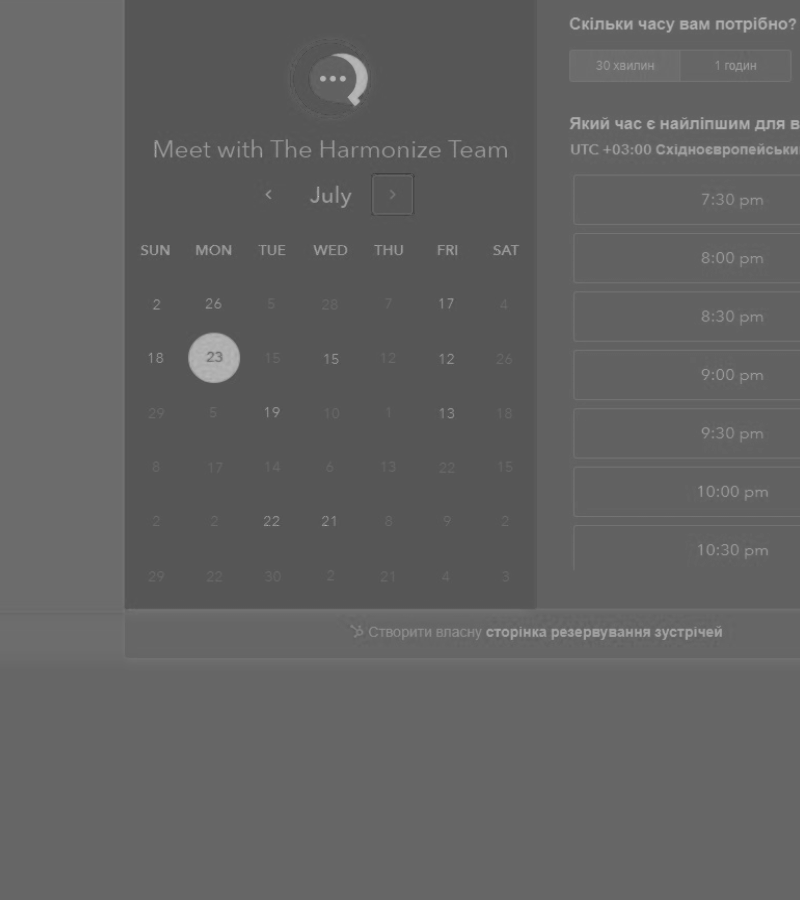 Meet with The Harmonize Team
July
SUN MON TUE WED THU FRI SAT
2 26 5 28 7 17 4
18 23 15 15 12 12 26
29 5 19 10 1 13 18
8 17 14 6 13 22 15
2 2 22 21 8 9 2
29 22 30 2 21 4 3
Скільки часу вам потрібно?
30 хвилин 1 годин
Який час є найліпшим для в
UTC +03:00 Східноєвропейськи
7:30 pm
8:00 pm
8:30 pm
9:00 pm
9:30 pm
10:00 pm
10:30 pm
Створити власну сторінка резервування зустрічей